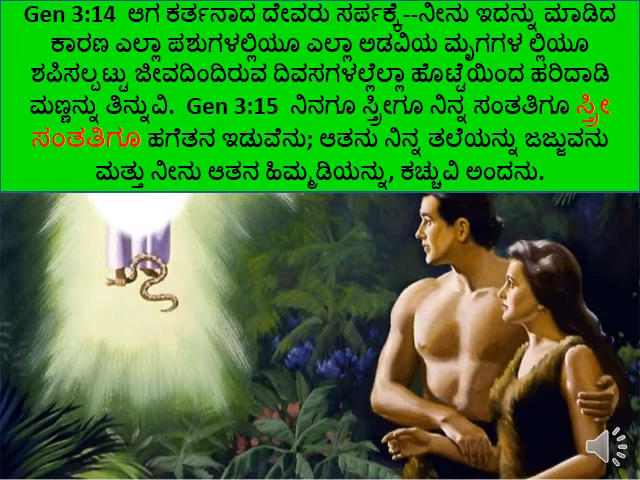 Gen 3:14  ಆಗ ಕರ್ತನಾದ ದೇವರು ಸರ್ಪಕ್ಕೆ--ನೀನು ಇದನ್ನು ಮಾಡಿದ
ಕಾರಣ ಎಲ್ಲಾ ಪಶುಗಳಲ್ಲಿಯೂ ಎಲ್ಲಾ ಅಡವಿಯ ಮೃಗಗಳ ಲ್ಲಿಯೂ
ಶಪಿಸಲ್ಪಟ್ಟು ಜೀವದಿಂದಿರುವ ದಿವಸಗಳಲ್ಲೆಲ್ಲಾ ಹೊಟ್ಟೆಯಿಂದ ಹರಿದಾಡಿ
ಮಣ್ಣನ್ನು ತಿನ್ನುವಿ.  Gen 3:15  ನಿನಗೂ ಸ್ತ್ರೀಗೂ ನಿನ್ನ ಸಂತತಿಗೂ ಸ್ತ್ರೀ
ಸಂತತಿಗೂ ಹಗೆತನ ಇಡುವೆನು; ಆತನು ನಿನ್ನ ತಲೆಯನ್ನು ಜಜ್ಜುವನು
ಮತ್ತು ನೀನು ಆತನ ಹಿಮ್ಮಡಿಯನ್ನು, ಕಚ್ಚುವಿ ಅಂದನು.